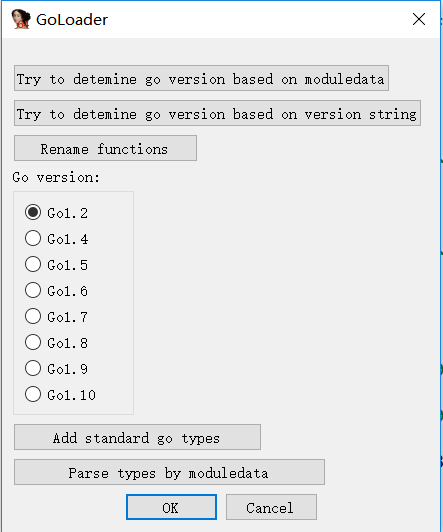 GoLoader
Try to detemine go version based on moduledata
Try to detemine go version based on version string
Rename functions
Go version:
Go1.2
Go1.4
Go1.5
Go1.6
Go1.7
Go1.8
Go1.9
Go1.10
Add standard go types
Parse types by moduledata
OK Cancel